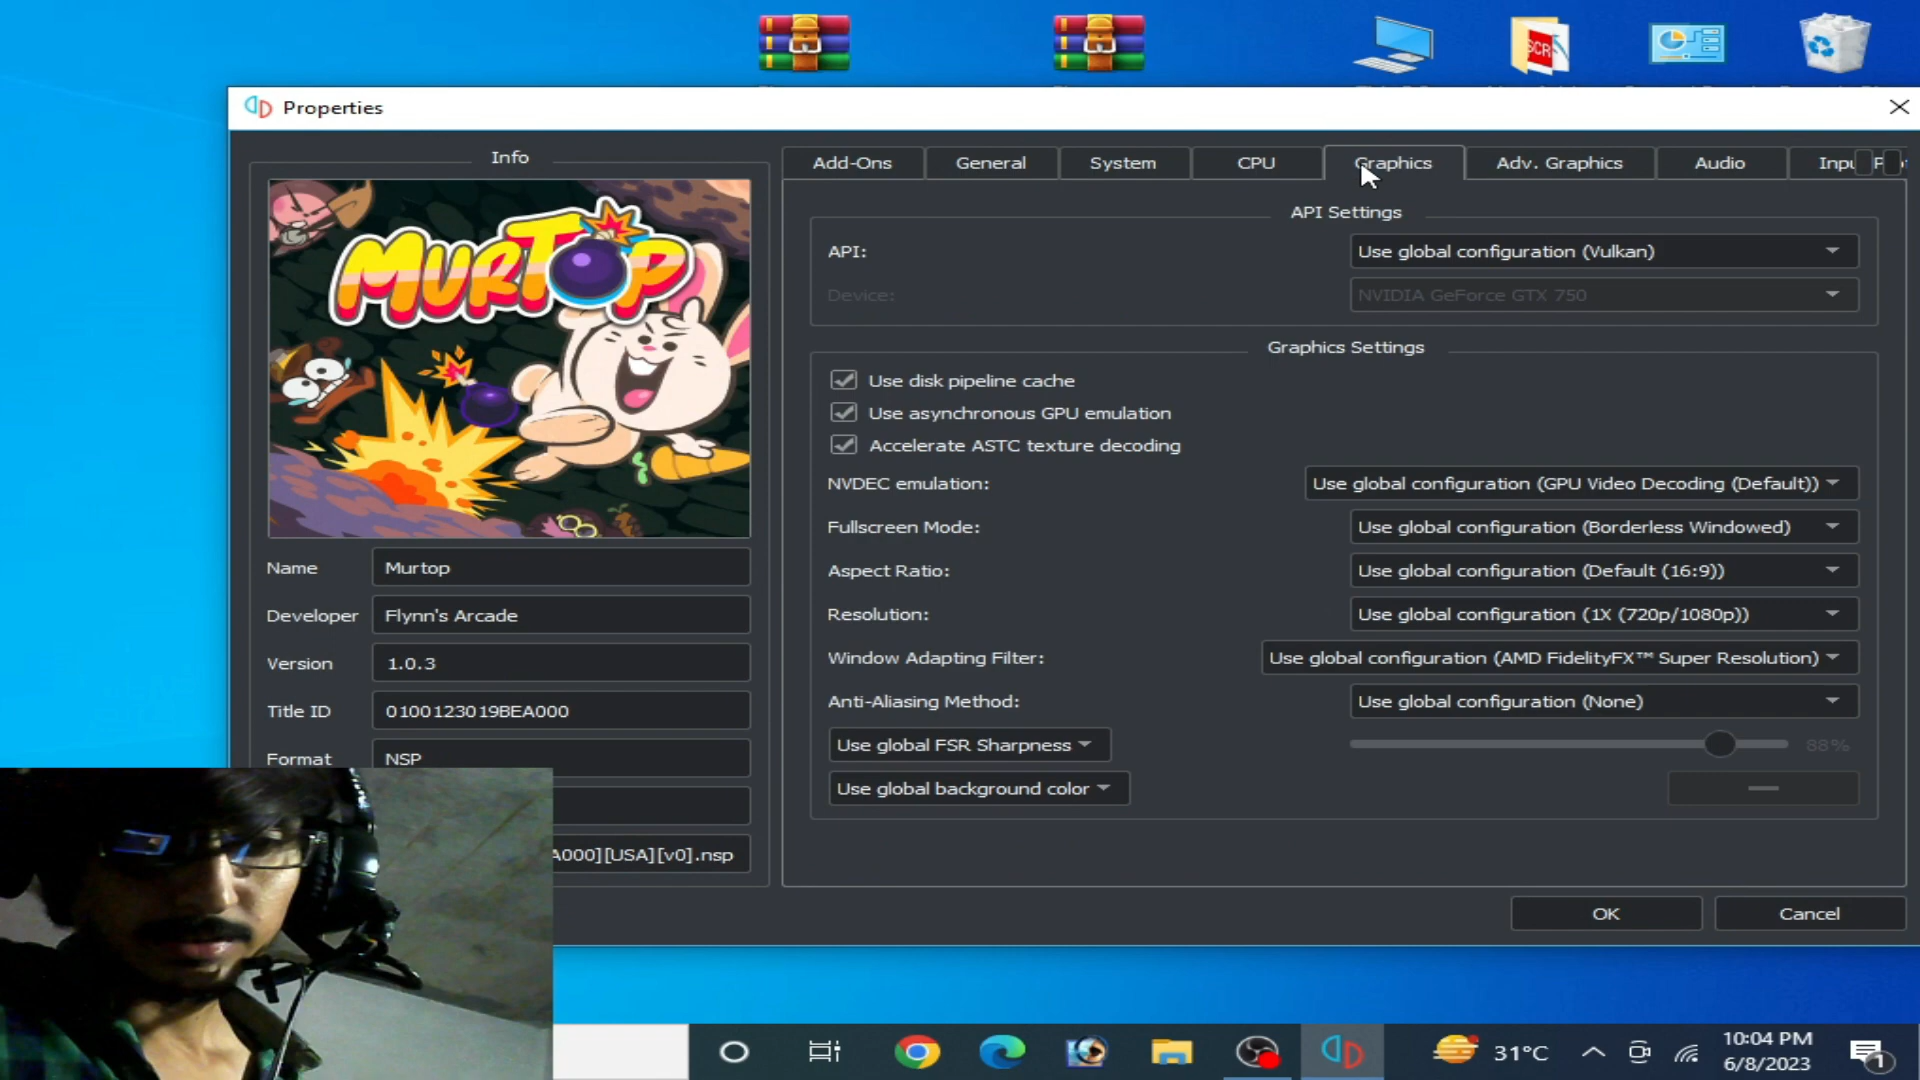 SCR
Properties
Info
Add-Ons
General
System
CPU
Graphics
Adv. Graphics
Audio
MURTOP
API Settings
API:
Use global configuration (Vulkan)
Device:
NVIDIA GeForce GTX 750
Graphics Settings
Use disk pipeline cache
Use asynchronous GPU emulation
Accelerate ASTC texture decoding
NVDEC emulation:
Use global configuration (GPU Video Decoding (Default))
Fullscreen Mode:
Use global configuration (Borderless Windowed)
Aspect Ratio:
Use global configuration (Default (16:9))
Resolution:
Use global configuration (1X (720p/1080p))
Window Adapting Filter:
Use global configuration (AMD FidelityFX™ Super Resolution)
Anti-Aliasing Method:
Use global configuration (None)
Use global FSR Sharpness
88%
Use global background color
Name
Murtop
Developer
Flynn's Arcade
Version
1.0.3
Title ID
0100123019BEA000
Format
NSP
A000][USA][v0].nsp
OK
Cancel
31°C
10:04 PM
6/8/2023
1